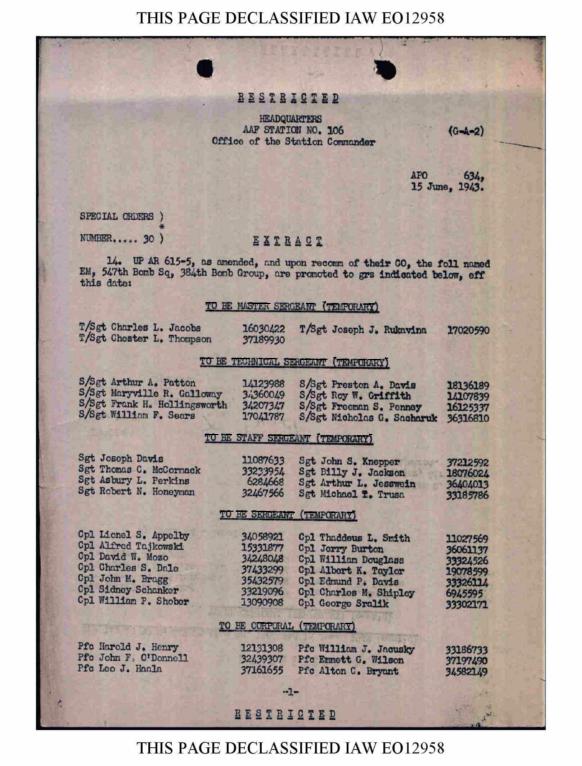 THIS PAGE DECLASSIFIED IAW EO12958
RESTRICTED
HEADQUARTERS
AAF STATION NO. 106 (G-A-2)
Office of the Station Commander
APO 634,
15 June, 1943.
SPECIAL ORDERS )
*
NUMBER..... 30 ) EXTRACT
14. UP AR 615-5, as amended, and upon recomm of their CO, the foll named
EM, 547th Bomb Sq, 384th Bomb Group, are promoted to grs indicated below, eff
this date:
TO BE MASTER SERGEANT (TEMPORARY)
T/Sgt Charles L. Jacobs 16030422 T/Sgt Joseph J. Rukavina 17020590
T/Sgt Chester L. Thompson 37189930
TO BE TECHNICAL SERGEANT (TEMPORARY)
S/Sgt Arthur A. Patton 14123988 S/Sgt Preston A. Davis 18136189
S/Sgt Maryville R. Galloway 34360049 S/Sgt Roy W. Griffith 14107839
S/Sgt Frank H. Hollingsworth 34207347 S/Sgt Freeman S. Penney 16125337
S/Sgt William F. Sears 17041787 S/Sgt Nicholas G. Sacharuk 36316810
TO BE STAFF SERGEANT (TEMPORARY)
Sgt Joseph Davis 11087633 Sgt John S. Knepper 37212592
Sgt Thomas C. McCormack 33233954 Sgt Billy J. Jackson 18076024
Sgt Asbury L. Perkins 6284668 Sgt Arthur L. Jesswein 36404013
Sgt Robert N. Honeyman 32467566 Sgt Michael T. Trusa 33185786
TO BE SERGEANT (TEMPORARY)
Cpl Lionel S. Appelby 34058921 Cpl Thaddeus L. Smith 11027569
Cpl Alfred Tajkowski 15331877 Cpl Jerry Burton 36061137
Cpl David W. Moso 34248048 Cpl William Douglass 33324526
Cpl Charles S. Dale 37433299 Cpl Albert K. Taylor 19078599
Cpl John M. Bragg 35432579 Cpl Edmund P. Davis 33326114
Cpl Sidney Schanker 33219096 Cpl Charles M. Shipley 6945595
Cpl William P. Shober 13090908 Cpl George Sralik 33302171
TO BE CORPORAL (TEMPORARY)
Pfc Harold J. Henry 12131308 Pfc William J. Jacusky 33186733
Pfc John F. O'Donnell 32439307 Pfc Emmett G. Wilson 37197490
Pfc Leo J. Haala 37161655 Pfc Alton C. Bryant 34582149
-1-
RESTRICTED
THIS PAGE DECLASSIFIED IAW EO12958